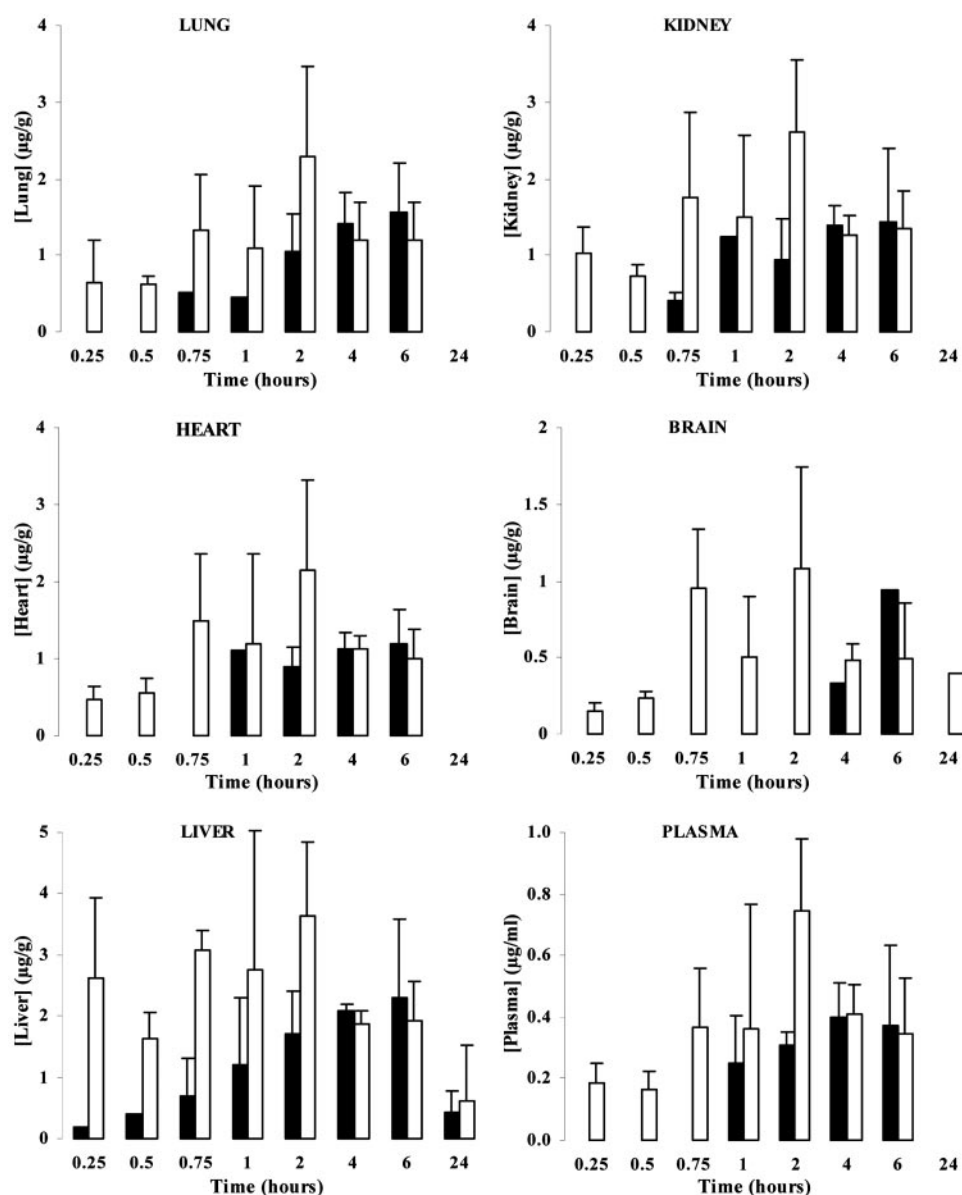 LUNG
[Lung] (µg/g)
4
3
2
1
0
0.25 0.5 0.75 1 2 4 6 24
Time (hours)
KIDNEY
[Kidney] (µg/g)
4
3
2
1
0
0.25 0.5 0.75 1 2 4 6 24
Time (hours)
HEART
[Heart] (µg/g)
4
3
2
1
0
0.25 0.5 0.75 1 2 4 6 24
Time (hours)
BRAIN
[Brain] (µg/g)
2
1.5
1
0.5
0
0.25 0.5 0.75 1 2 4 6 24
Time (hours)
LIVER
[Liver] (µg/g)
5
4
3
2
1
0
0.25 0.5 0.75 1 2 4 6 24
Time (hours)
PLASMA
[Plasma] (µg/ml)
1.0
0.8
0.6
0.4
0.2
0.0
0.25 0.5 0.75 1 2 4 6 24
Time (hours)